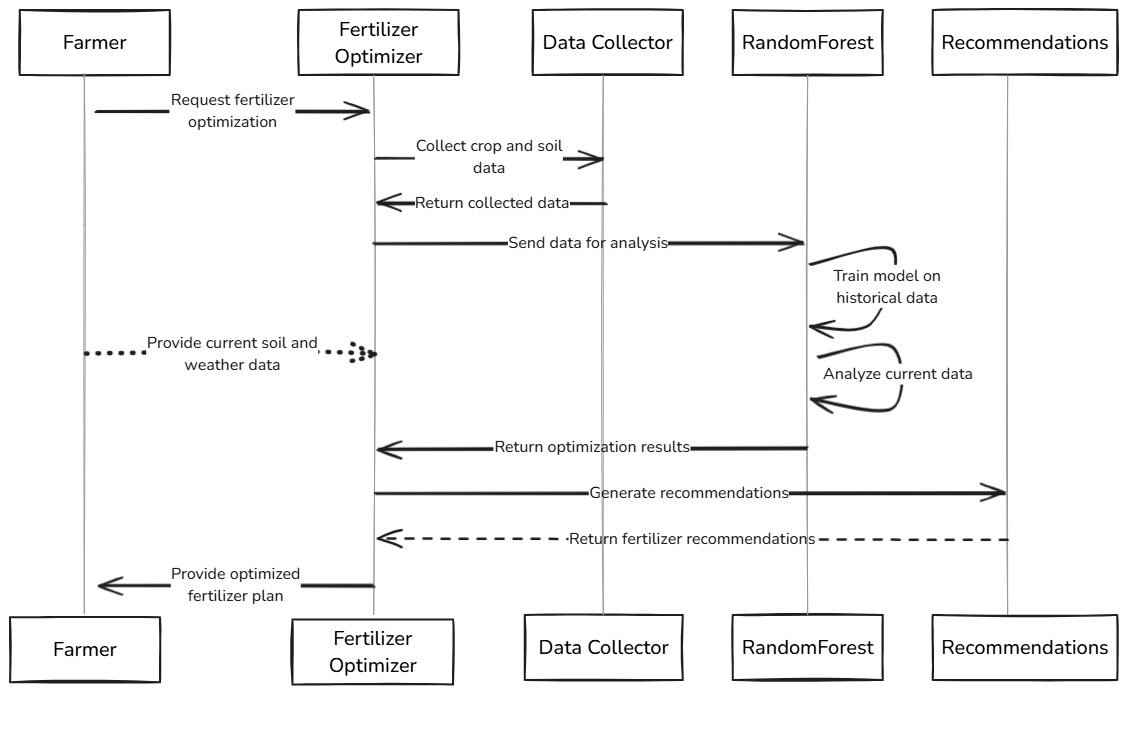 Farmer
Fertilizer
Optimizer
Data Collector
RandomForest
Recommendations
Request fertilizer
optimization
Collect crop and soil
data
Return collected data
Send data for analysis
Train model on
historical data
Provide current soil and
weather data
Analyze current data
Return optimization results
Generate recommendations
Return fertilizer recommendations
Provide optimized
fertilizer plan
Farmer
Fertilizer
Optimizer
Data Collector
RandomForest
Recommendations